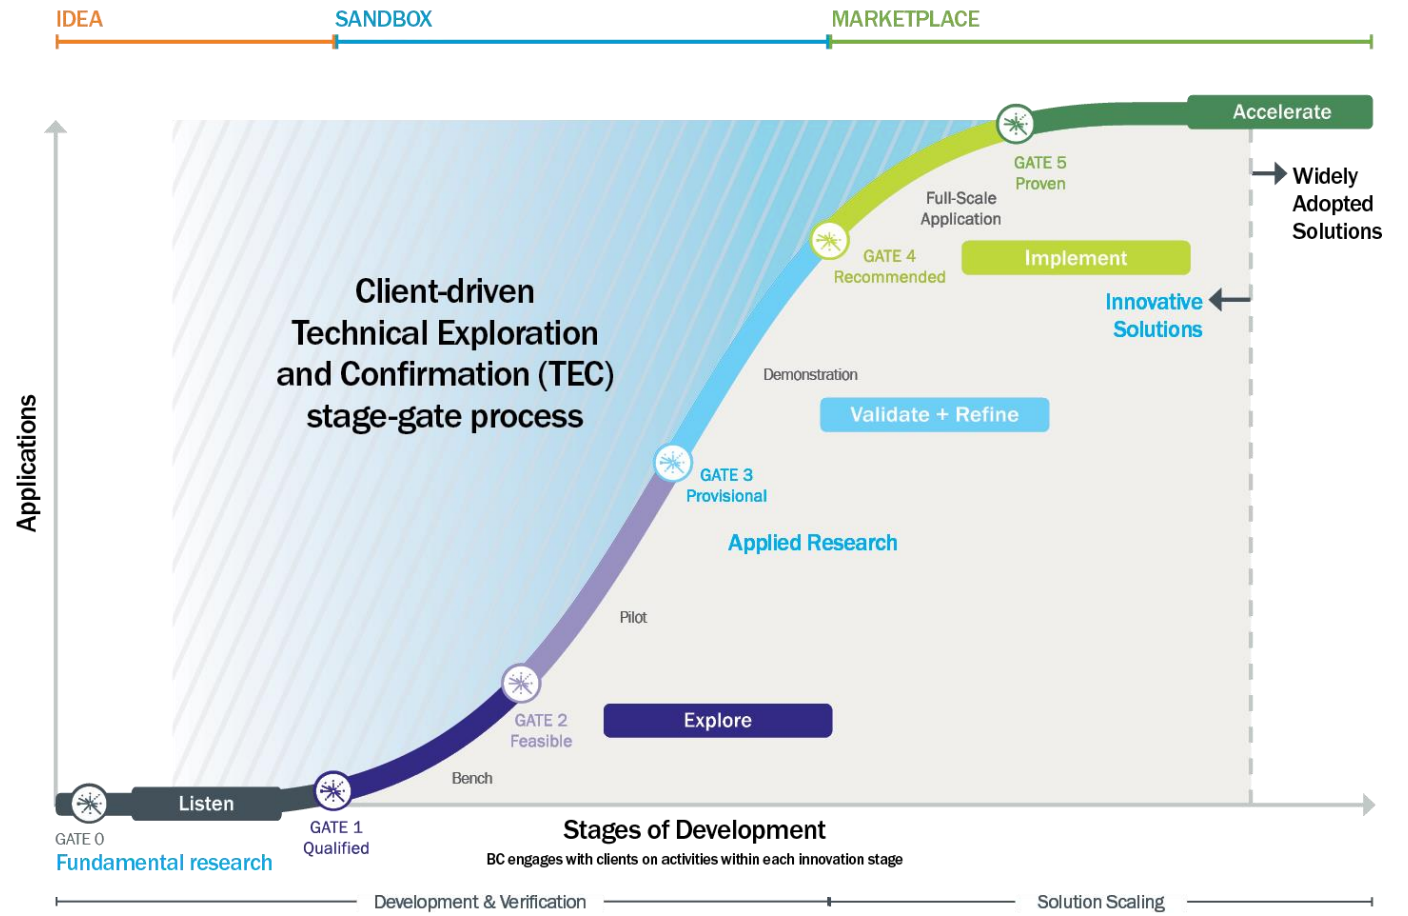 IDEA
SANDBOX
MARKETPLACE
Accelerate
GATE 5
Proven
Widely
Adopted
Solutions
Full-Scale
Application
GATE 4
Recommended
Implement
Innovative
Solutions
Client-driven
Technical Exploration
and Confirmation (TEC)
stage-gate process
Demonstration
Validate + Refine
Applications
GATE 3
Provisional
Applied Research
Pilot
GATE 2
Feasible
Explore
Bench
Listen
GATE 0
Fundamental research
GATE 1
Qualified
Stages of Development
BC engages with clients on activities within each innovation stage
Development & Verification
Solution Scaling